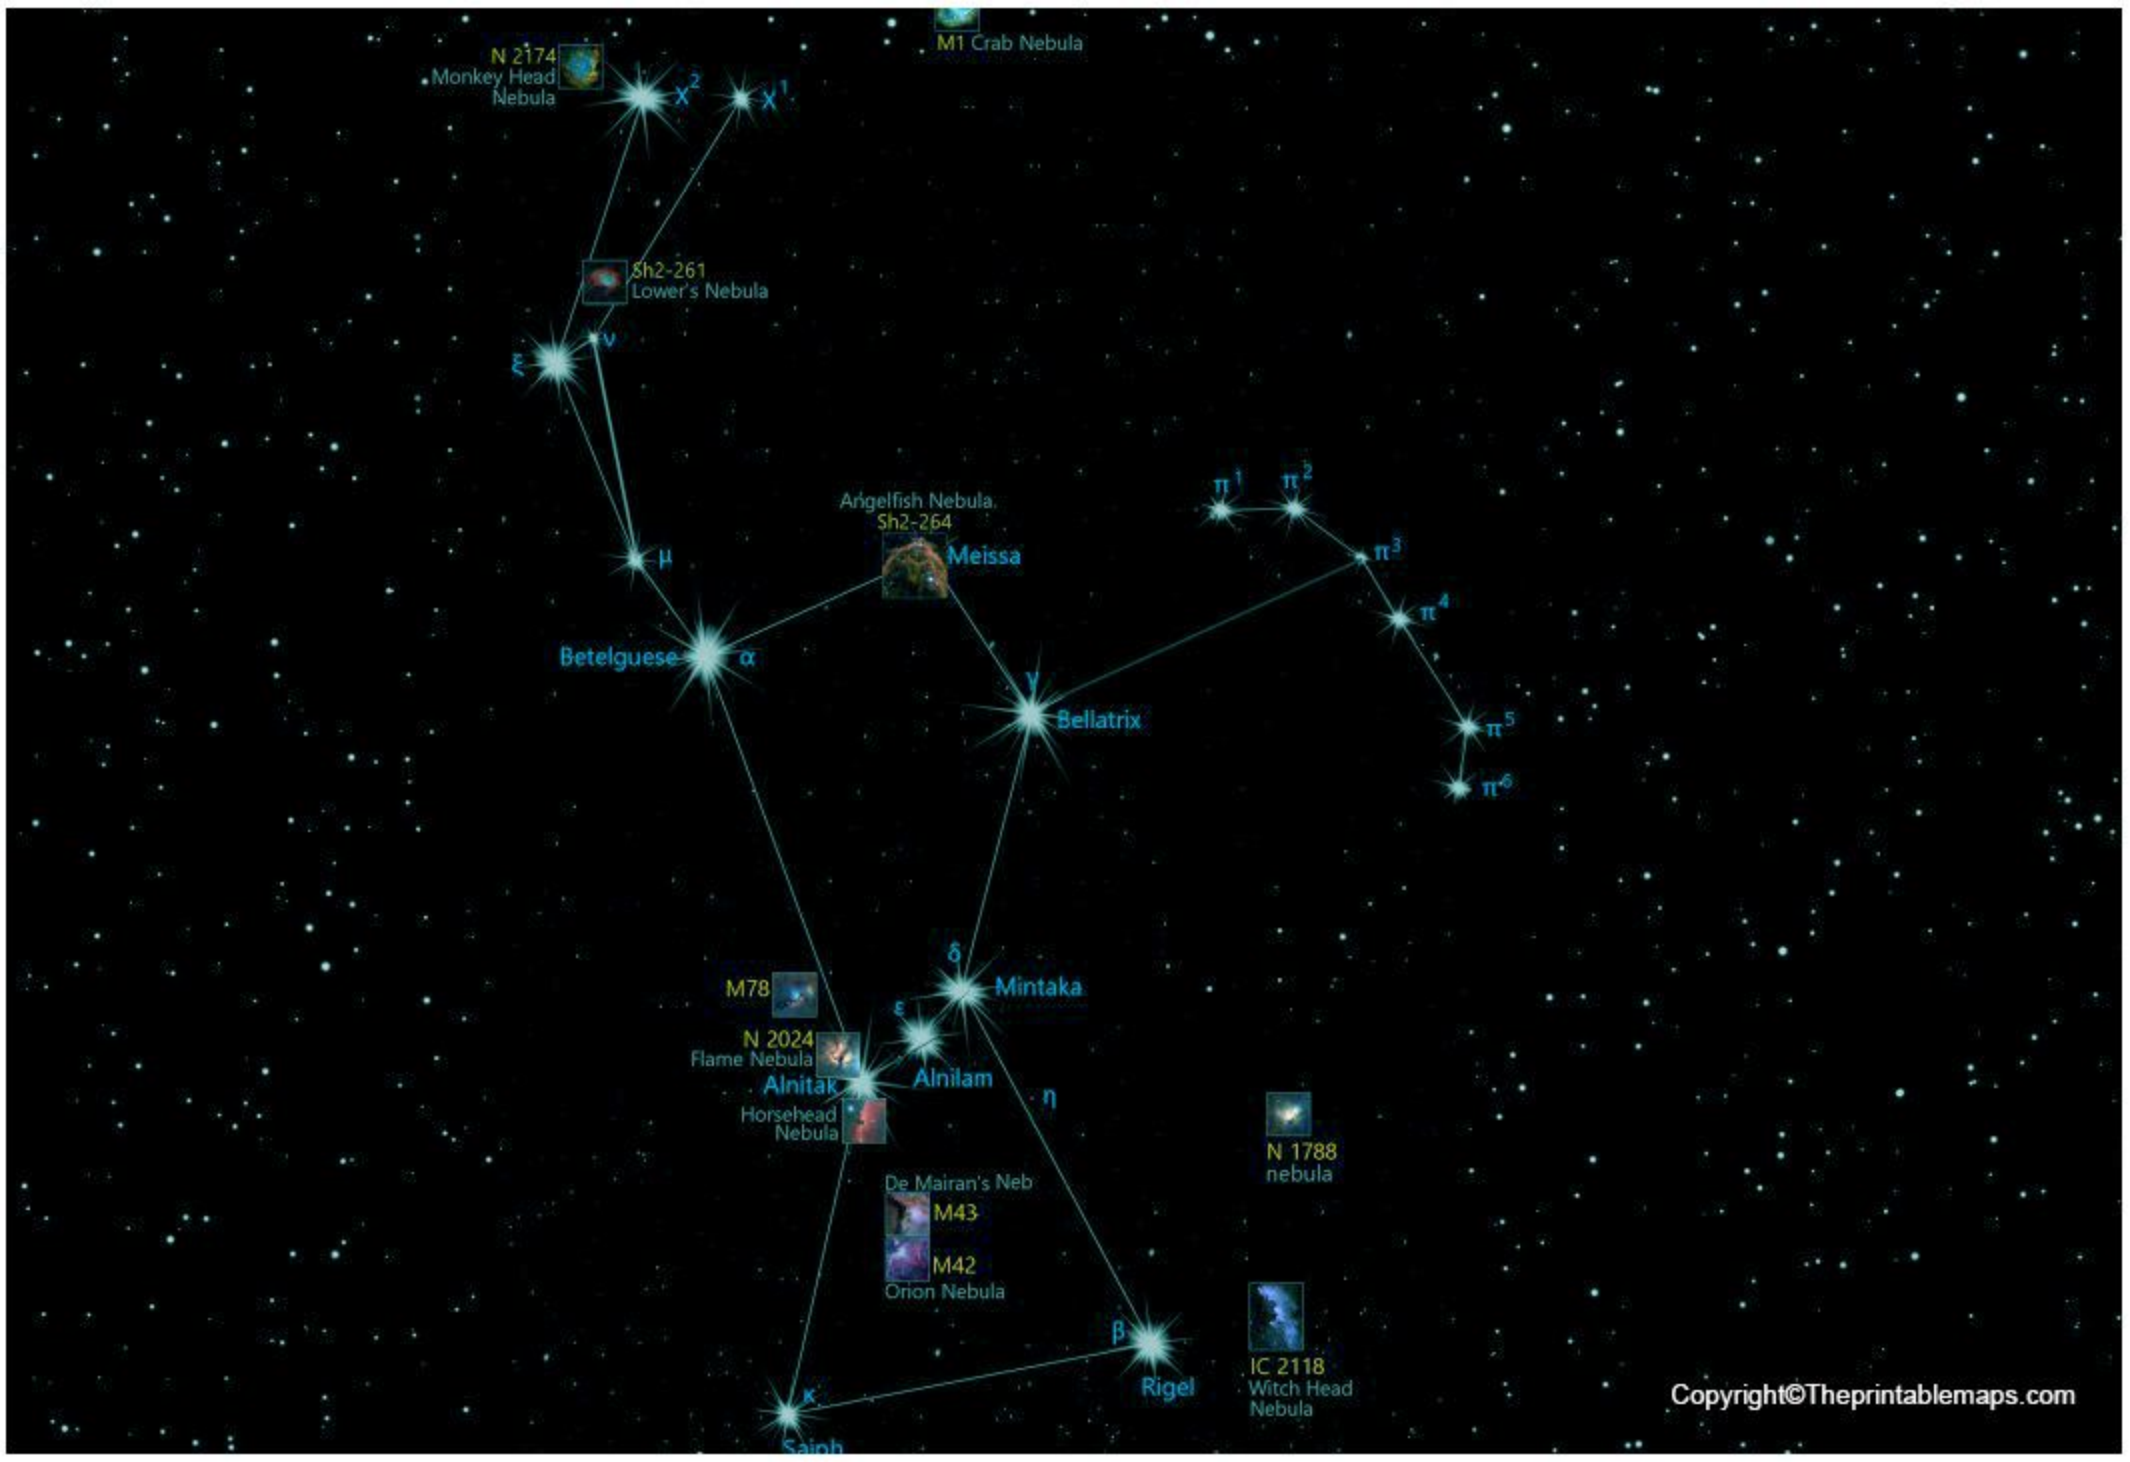 M1 Crab Nebula
N 2174
Monkey Head
Nebula
χ2
χ1
Sh2-261
Lower's Nebula
ν
ξ
π1
π2
Angelfish Nebula
Sh2-264
Meissa
π3
μ
π4
Betelguese
α
γ
Bellatrix
π5
π6
δ
M78
Mintaka
ε
N 2024
Flame Nebula
Alnitak
Alnilam
η
Horsehead
Nebula
N 1788
nebula
De Mairan's Neb
M43
M42
Orion Nebula
β
Rigel
IC 2118
Witch Head
Nebula
κ
Saiph
Copyright©Theprintablemaps.com